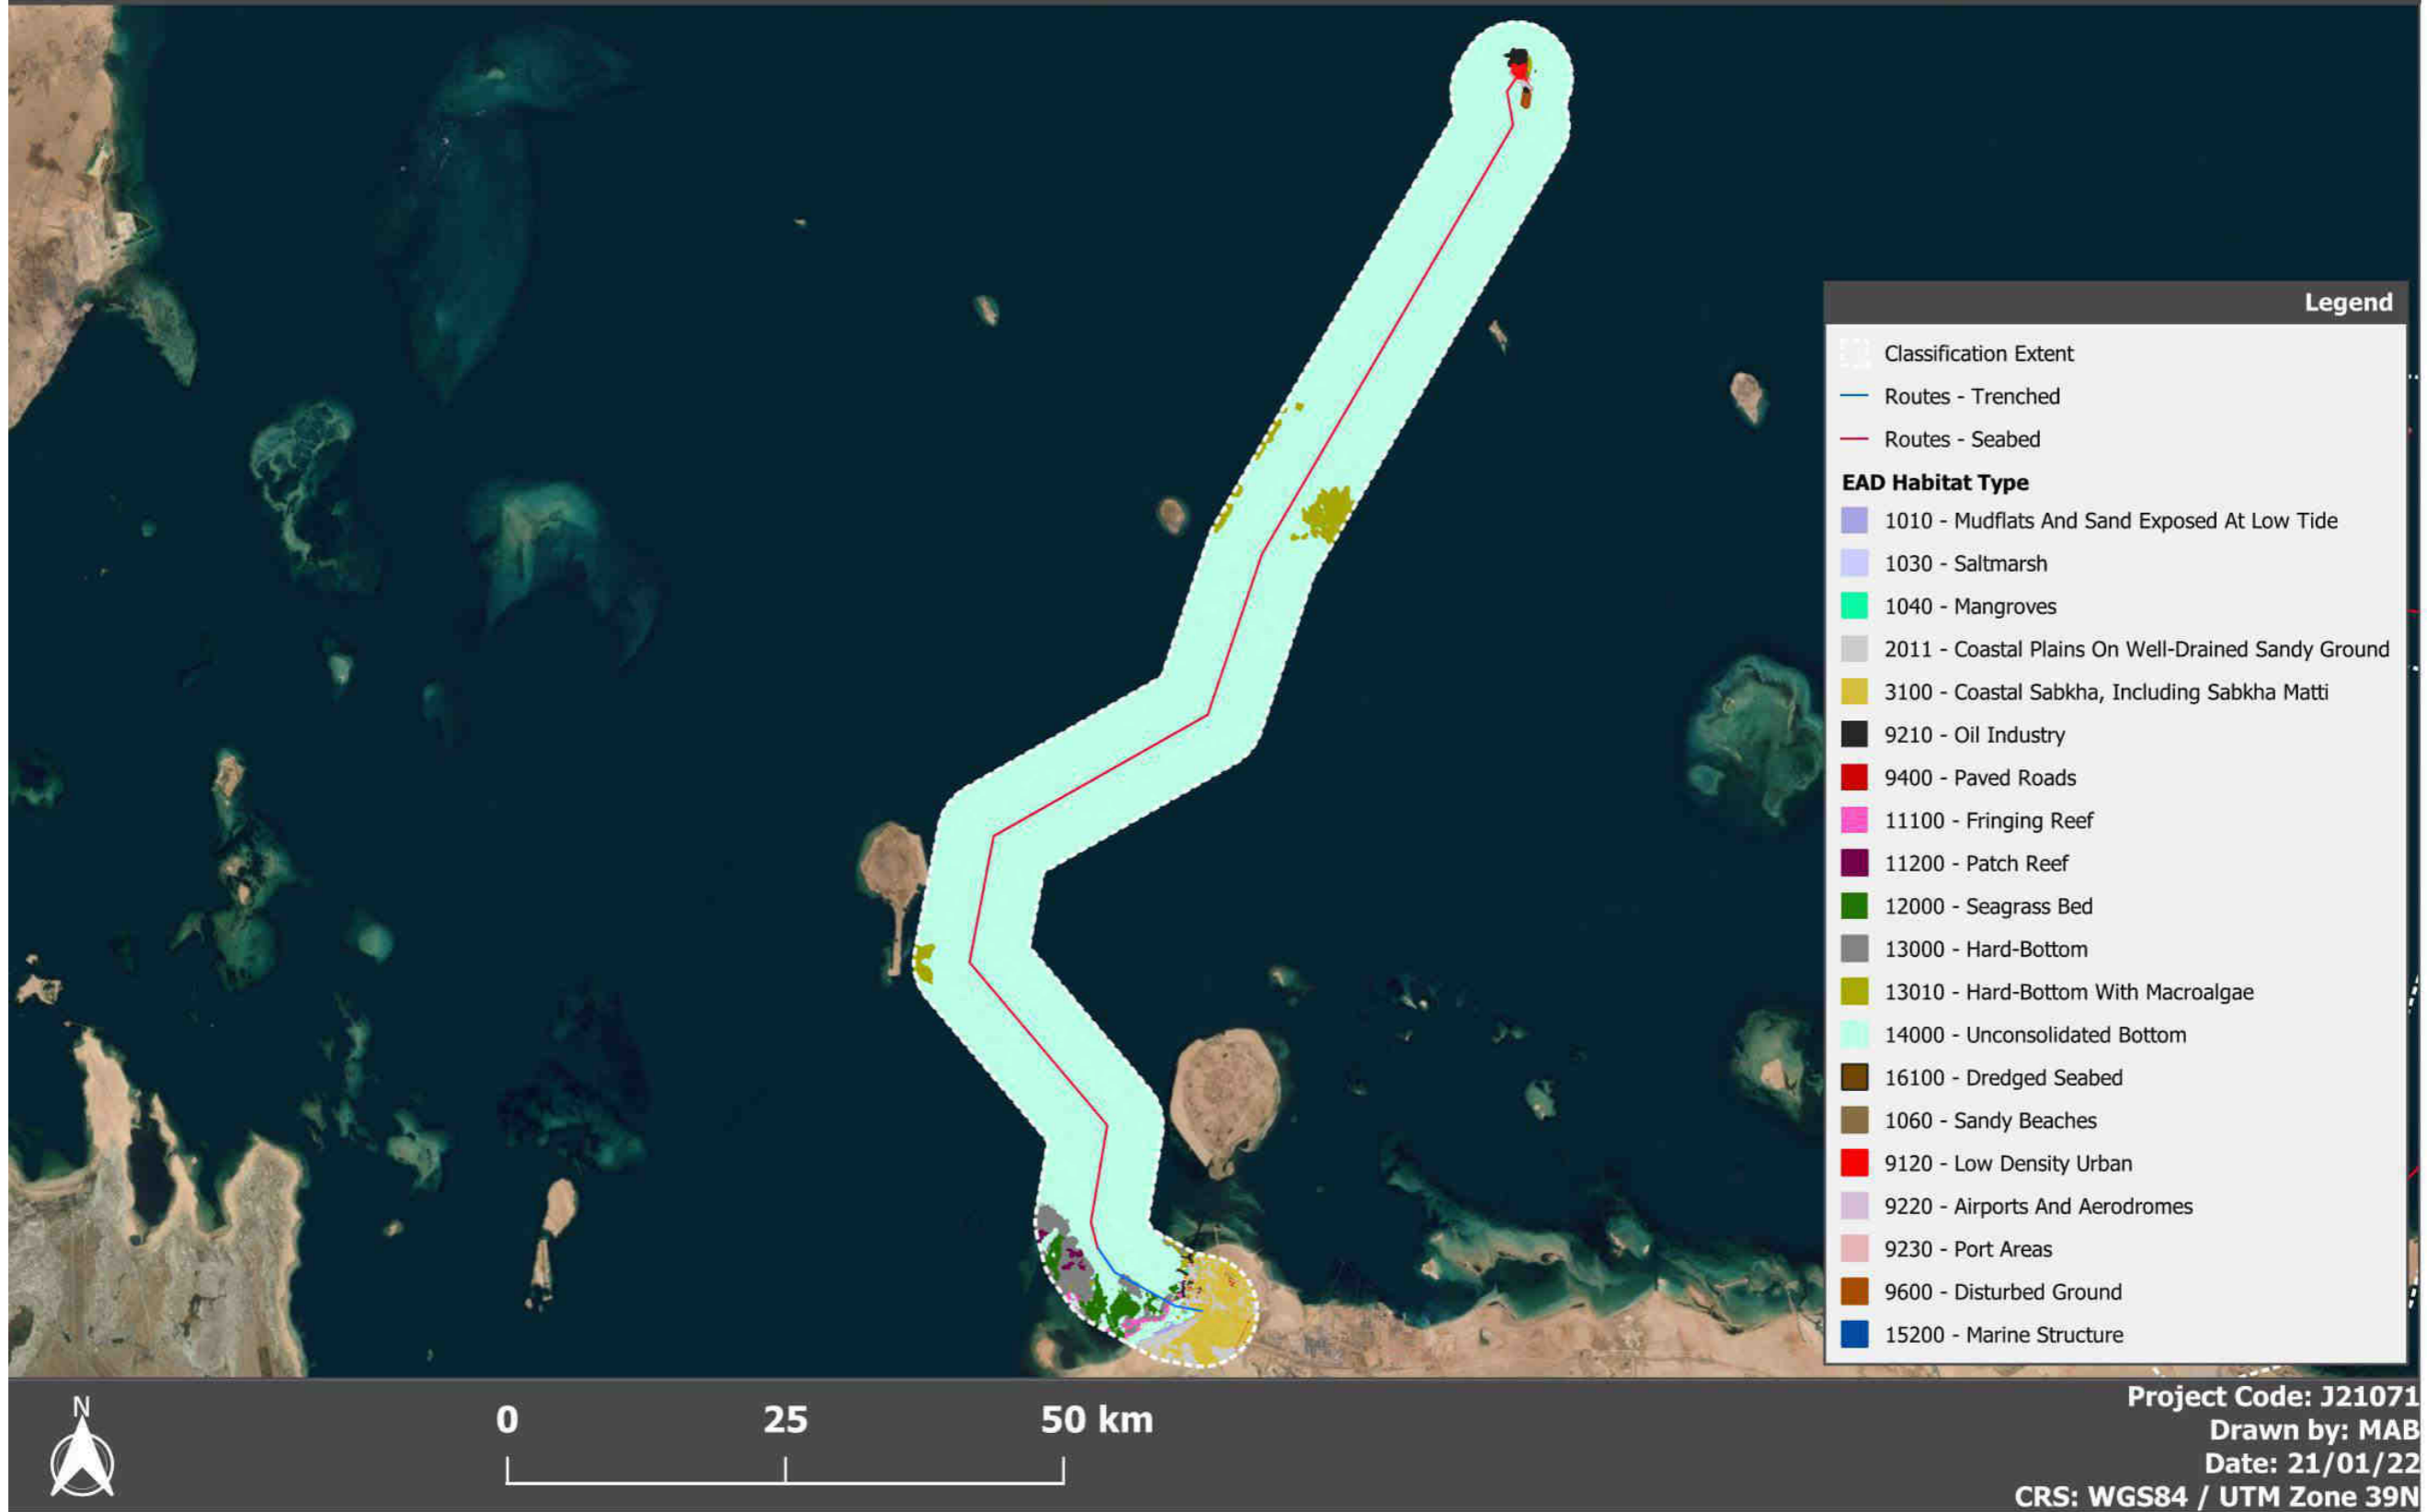 Legend
Classification Extent
Routes - Trenched
Routes - Seabed
EAD Habitat Type
1010 - Mudflats And Sand Exposed At Low Tide
1030 - Saltmarsh
1040 - Mangroves
2011 - Coastal Plains On Well-Drained Sandy Ground
3100 - Coastal Sabkha, Including Sabkha Matti
9210 - Oil Industry
9400 - Paved Roads
11100 - Fringing Reef
11200 - Patch Reef
12000 - Seagrass Bed
13000 - Hard-Bottom
13010 - Hard-Bottom With Macroalgae
14000 - Unconsolidated Bottom
16100 - Dredged Seabed
1060 - Sandy Beaches
9120 - Low Density Urban
9220 - Airports And Aerodromes
9230 - Port Areas
9600 - Disturbed Ground
15200 - Marine Structure
N
0 25 50 km
Project Code: J21071
Drawn by: MAB
Date: 21/01/22
CRS: WGS84 / UTM Zone 39N